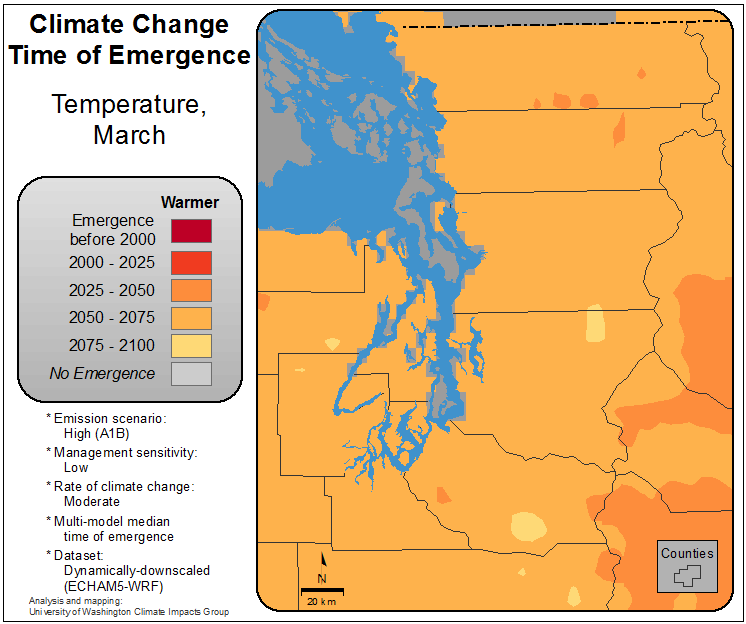 Climate Change
Time of Emergence
Temperature,
March
Warmer
Emergence
before 2000
2000 - 2025
2025 - 2050
2050 - 2075
2075 - 2100
No Emergence
* Emission scenario:
High (A1B)
* Management sensitivity:
Low
* Rate of climate change:
Moderate
* Multi-model median
time of emergence
* Dataset:
Dynamically-downscaled
(ECHAM5-WRF)
Analysis and mapping:
University of Washington Climate Impacts Group
N
20 km
Counties